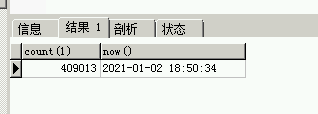 信息 结果 1 剖析 状态
count(1) now()
409013 2021-01-02 18:50:34